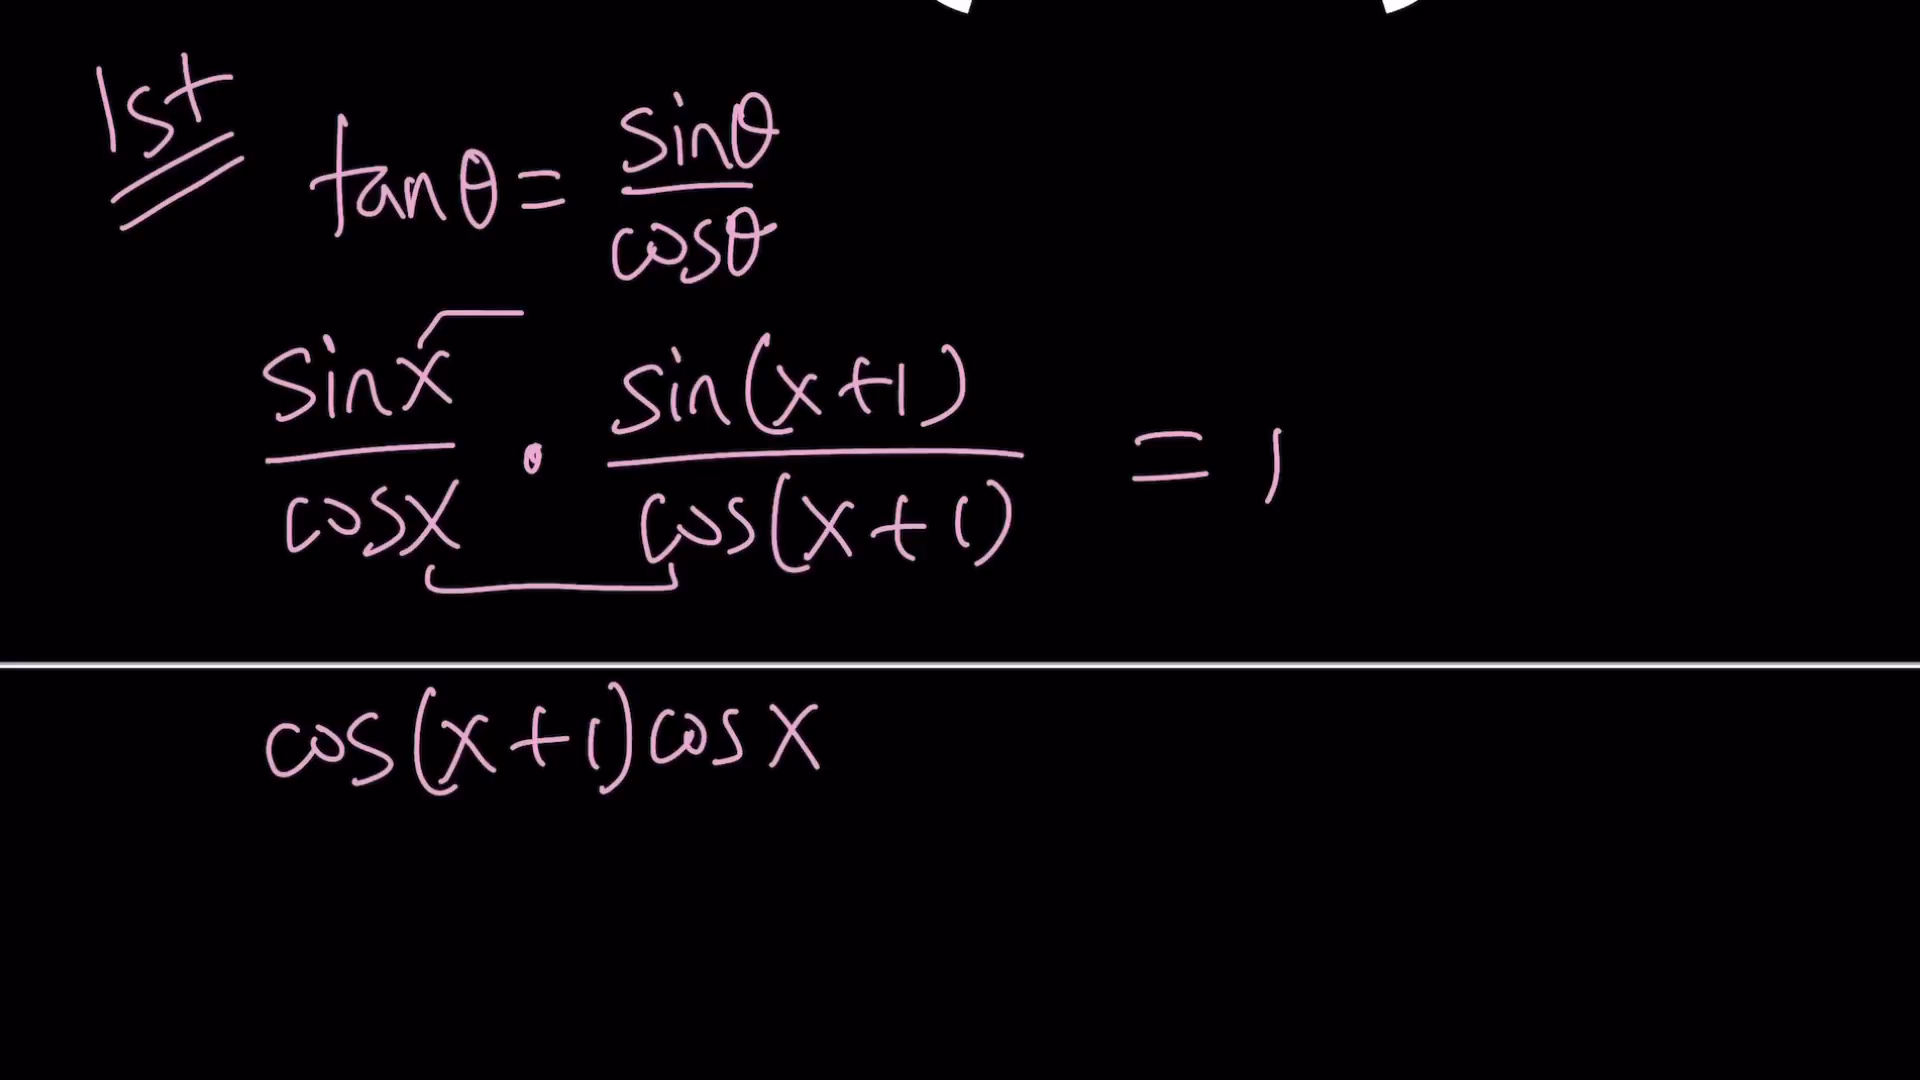 1st
tanθ = sinθ/cosθ
sinx/cosx · sin(x+1)/cos(x+1) = 1
cos(x+1)cosx